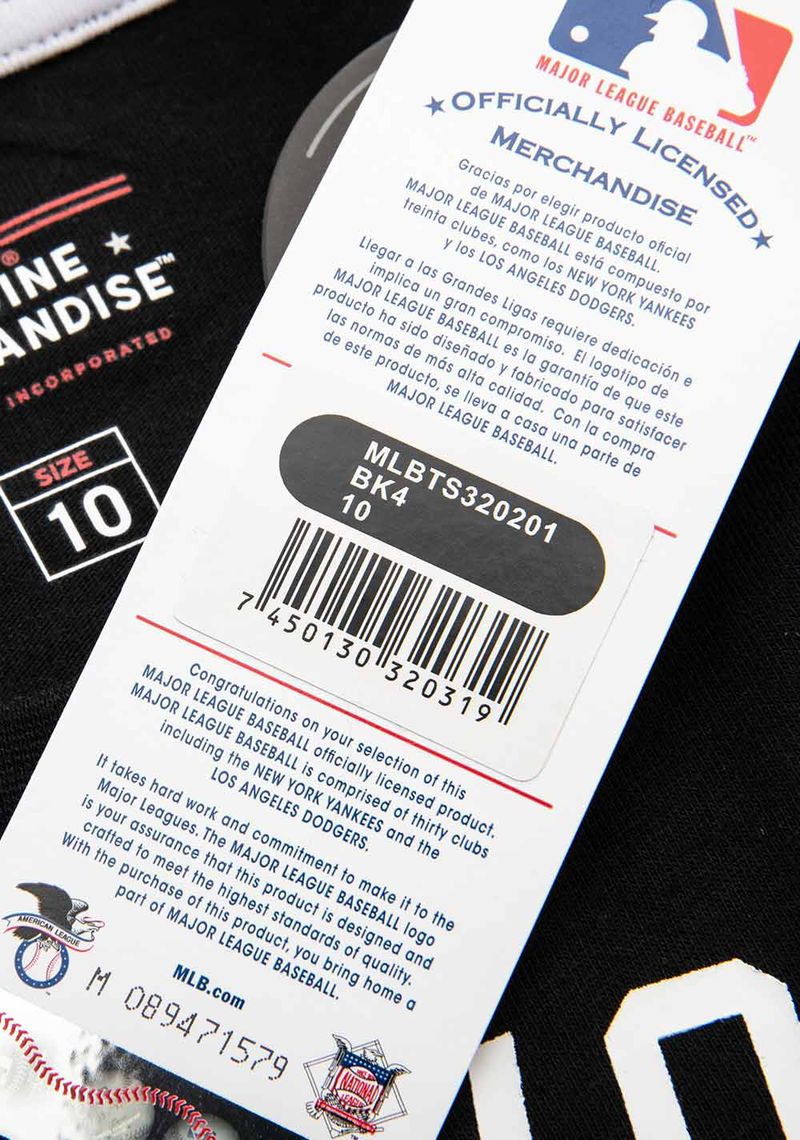 MAJOR LEAGUE BASEBALL™
★ OFFICIALLY LICENSED ★
MERCHANDISE
Gracias por elegir producto oficial
de MAJOR LEAGUE BASEBALL.
MAJOR LEAGUE BASEBALL está compuesto por
treinta clubes, como los NEW YORK YANKEES
y los LOS ANGELES DODGERS.
Llegar a las Grandes Ligas requiere dedicación e
implica un gran compromiso. El logotipo de
MAJOR LEAGUE BASEBALL es la garantía de que este
producto ha sido diseñado y fabricado para satisfacer
las normas de más alta calidad. Con la compra
de este producto, se lleva a casa una parte de
MAJOR LEAGUE BASEBALL.
®
INE
ANDISE™
INCORPORATED
SIZE
10
MLBTS320201
BK4
10
7 450130 320319
Congratulations on your selection of this
MAJOR LEAGUE BASEBALL officially licensed product.
MAJOR LEAGUE BASEBALL is comprised of thirty clubs
including the NEW YORK YANKEES and the
LOS ANGELES DODGERS.
It takes hard work and commitment to make it to the
Major Leagues. The MAJOR LEAGUE BASEBALL logo
is your assurance that this product is designed and
crafted to meet the highest standards of quality.
With the purchase of this product, you bring home a
part of MAJOR LEAGUE BASEBALL.
AMERICAN LEAGUE
MLB.com
M 089471579
NATIONAL
LEAGUE